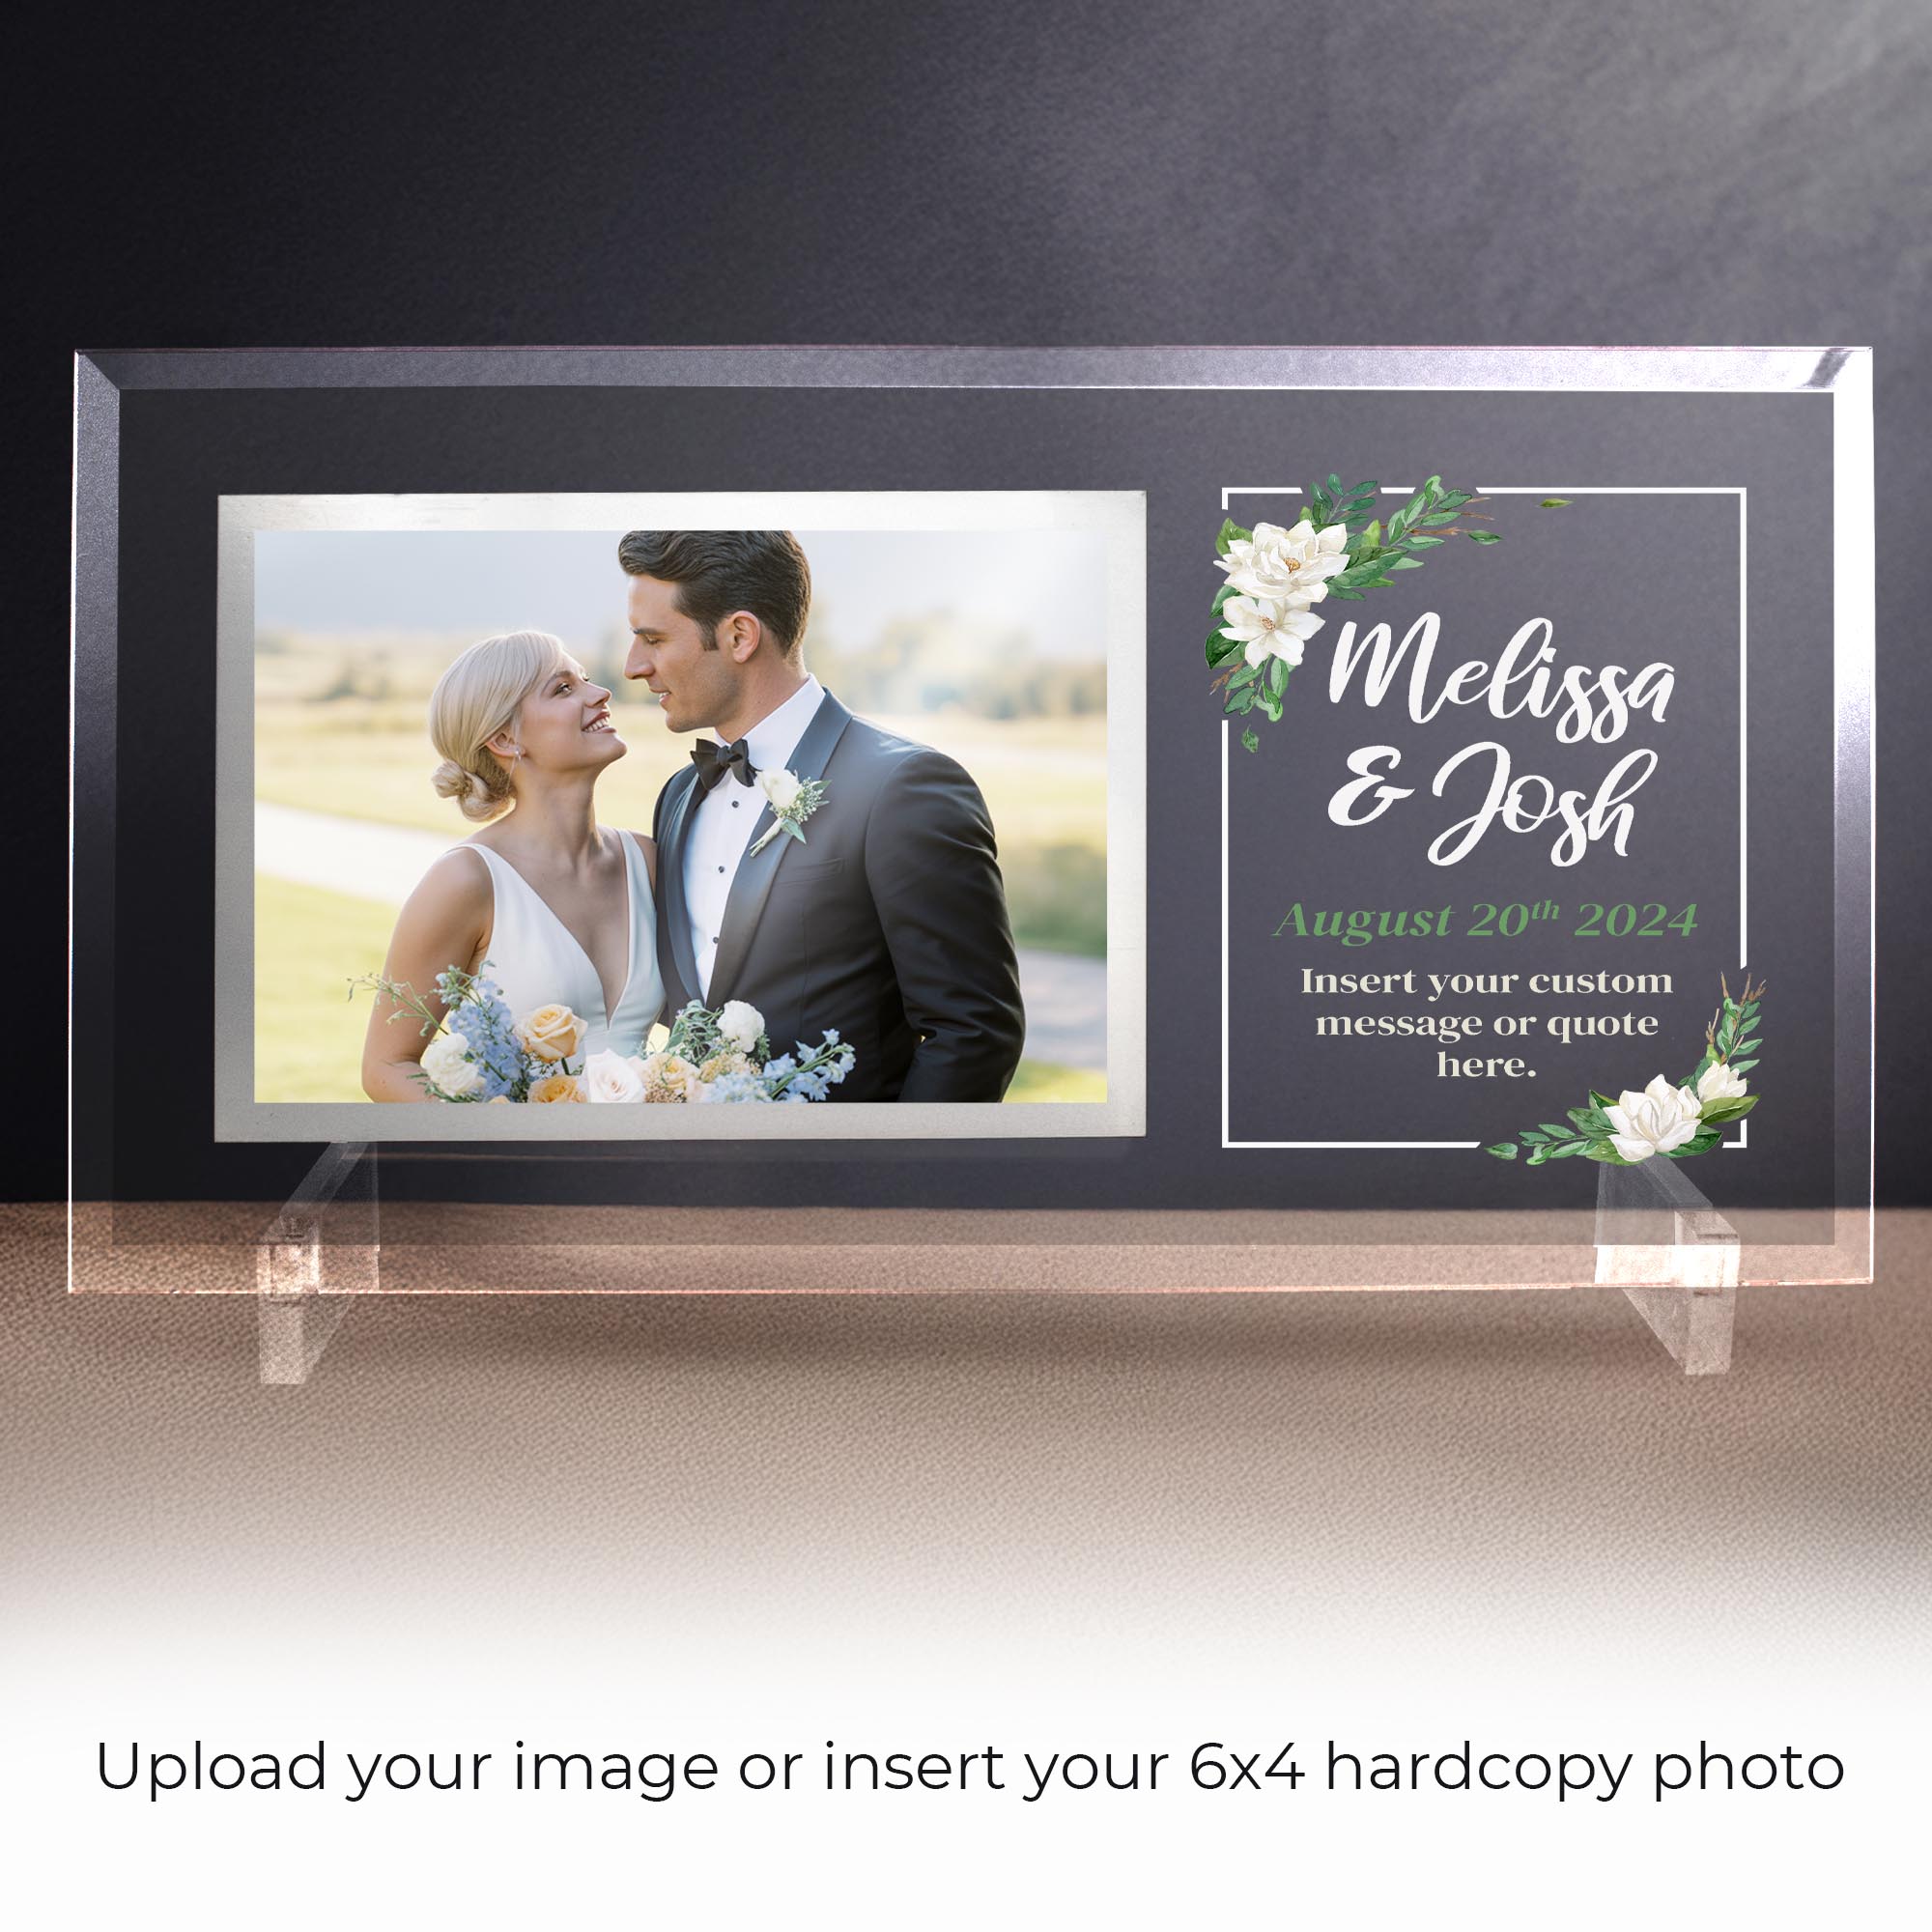 Melissa
& Josh
August 20th 2024
Insert your custom
message or quote
here.
Upload your image or insert your 6x4 hardcopy photo